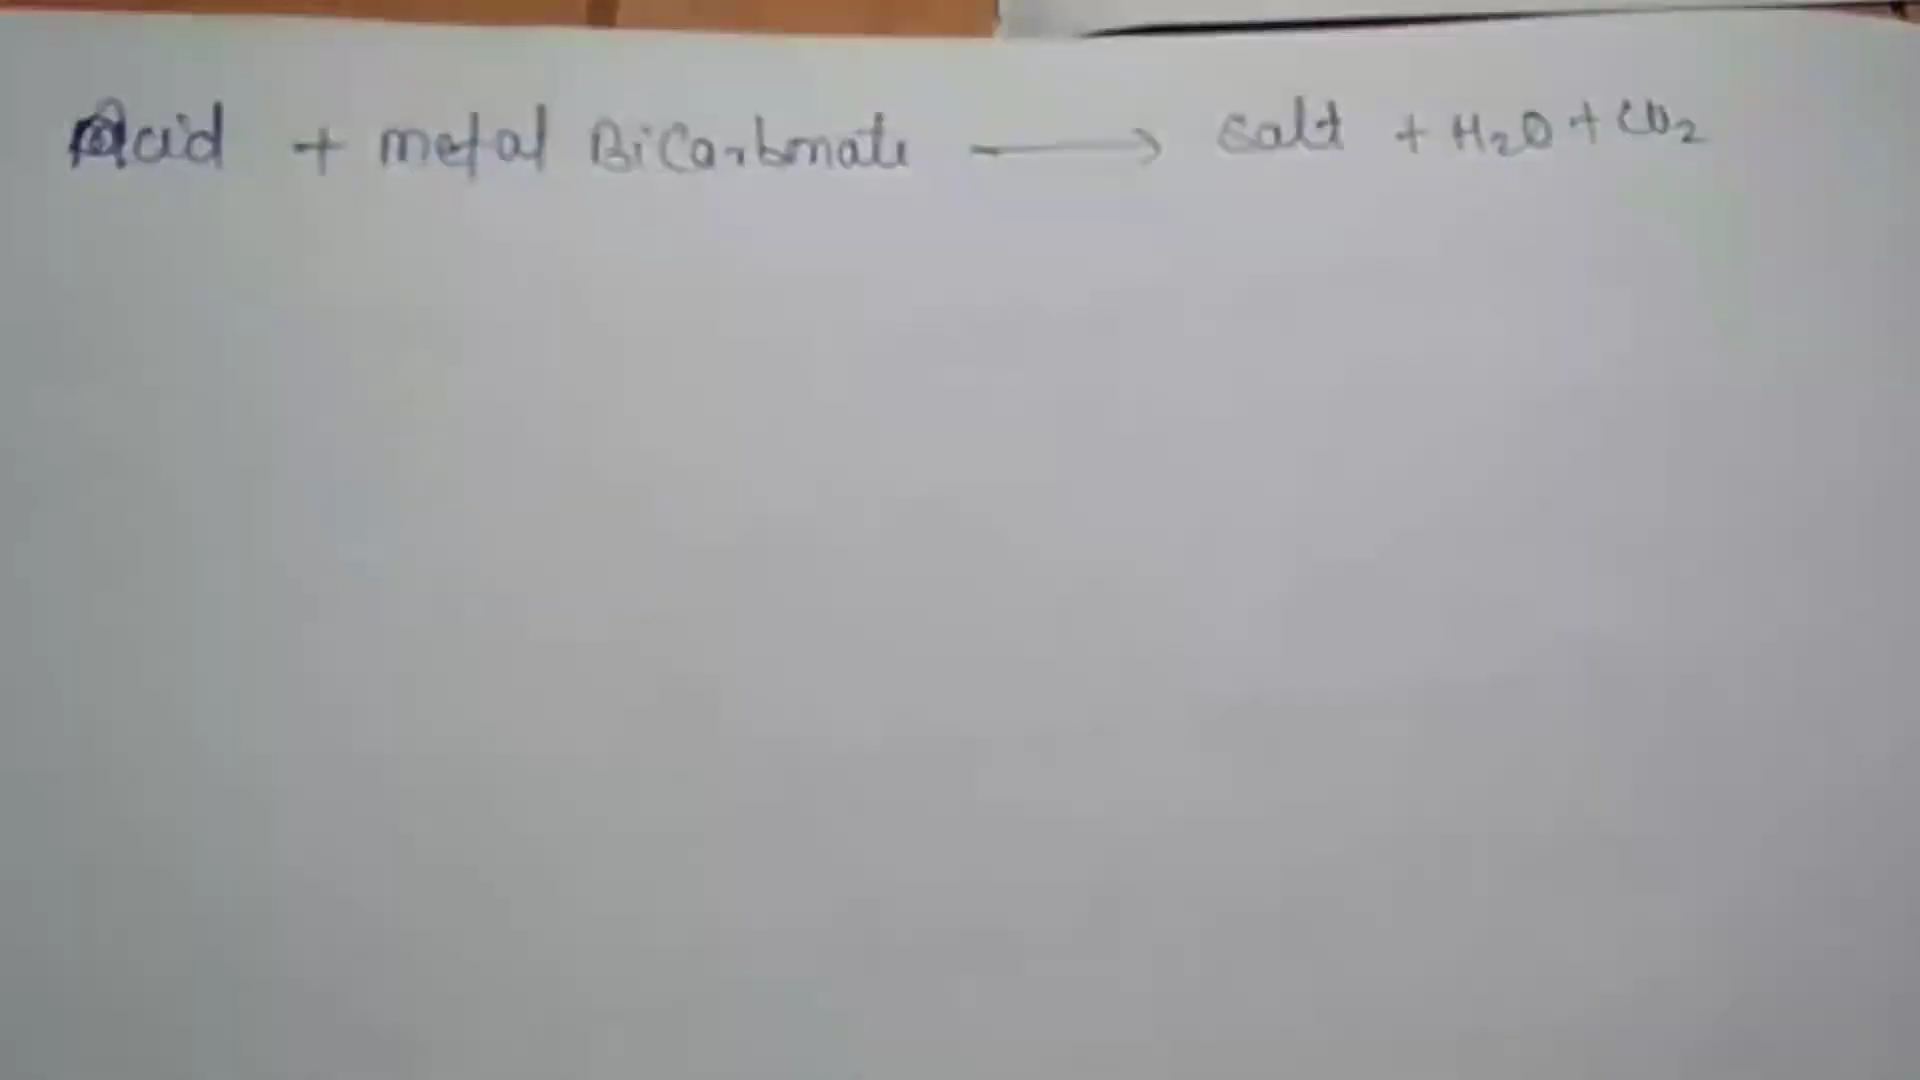 Acid + metal Bicarbonate ⟶ salt + H₂O + CO₂